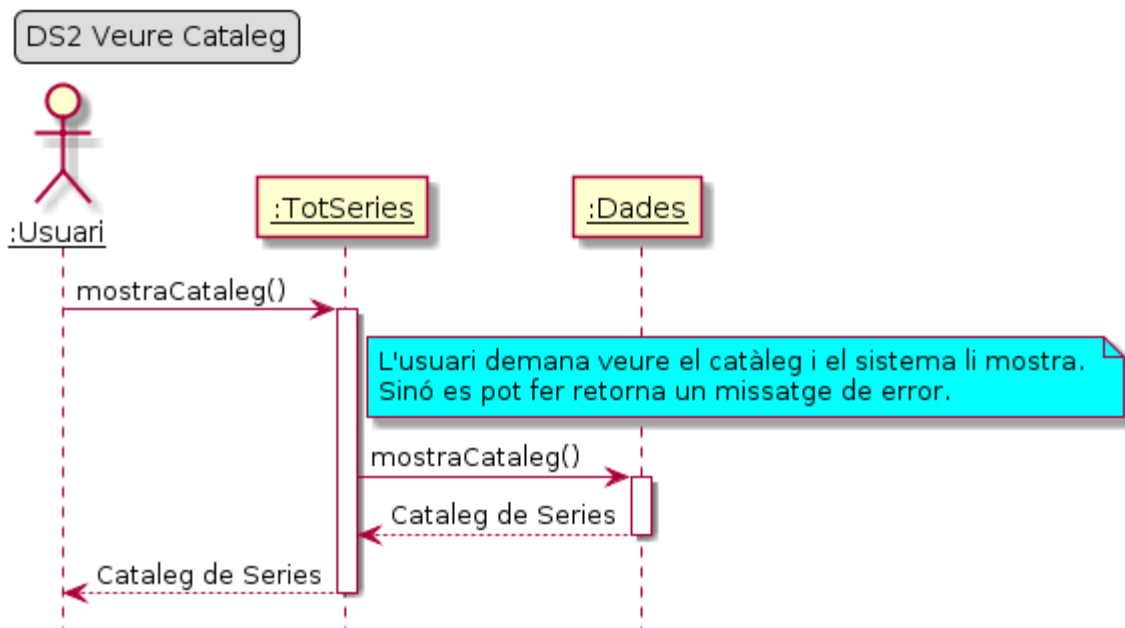 DS2 Veure Cataleg
:Usuari
:TotSeries
:Dades
mostraCataleg()
L'usuari demana veure el catàleg i el sistema li mostra.
Sinó es pot fer retorna un missatge de error.
mostraCataleg()
Cataleg de Series
Cataleg de Series